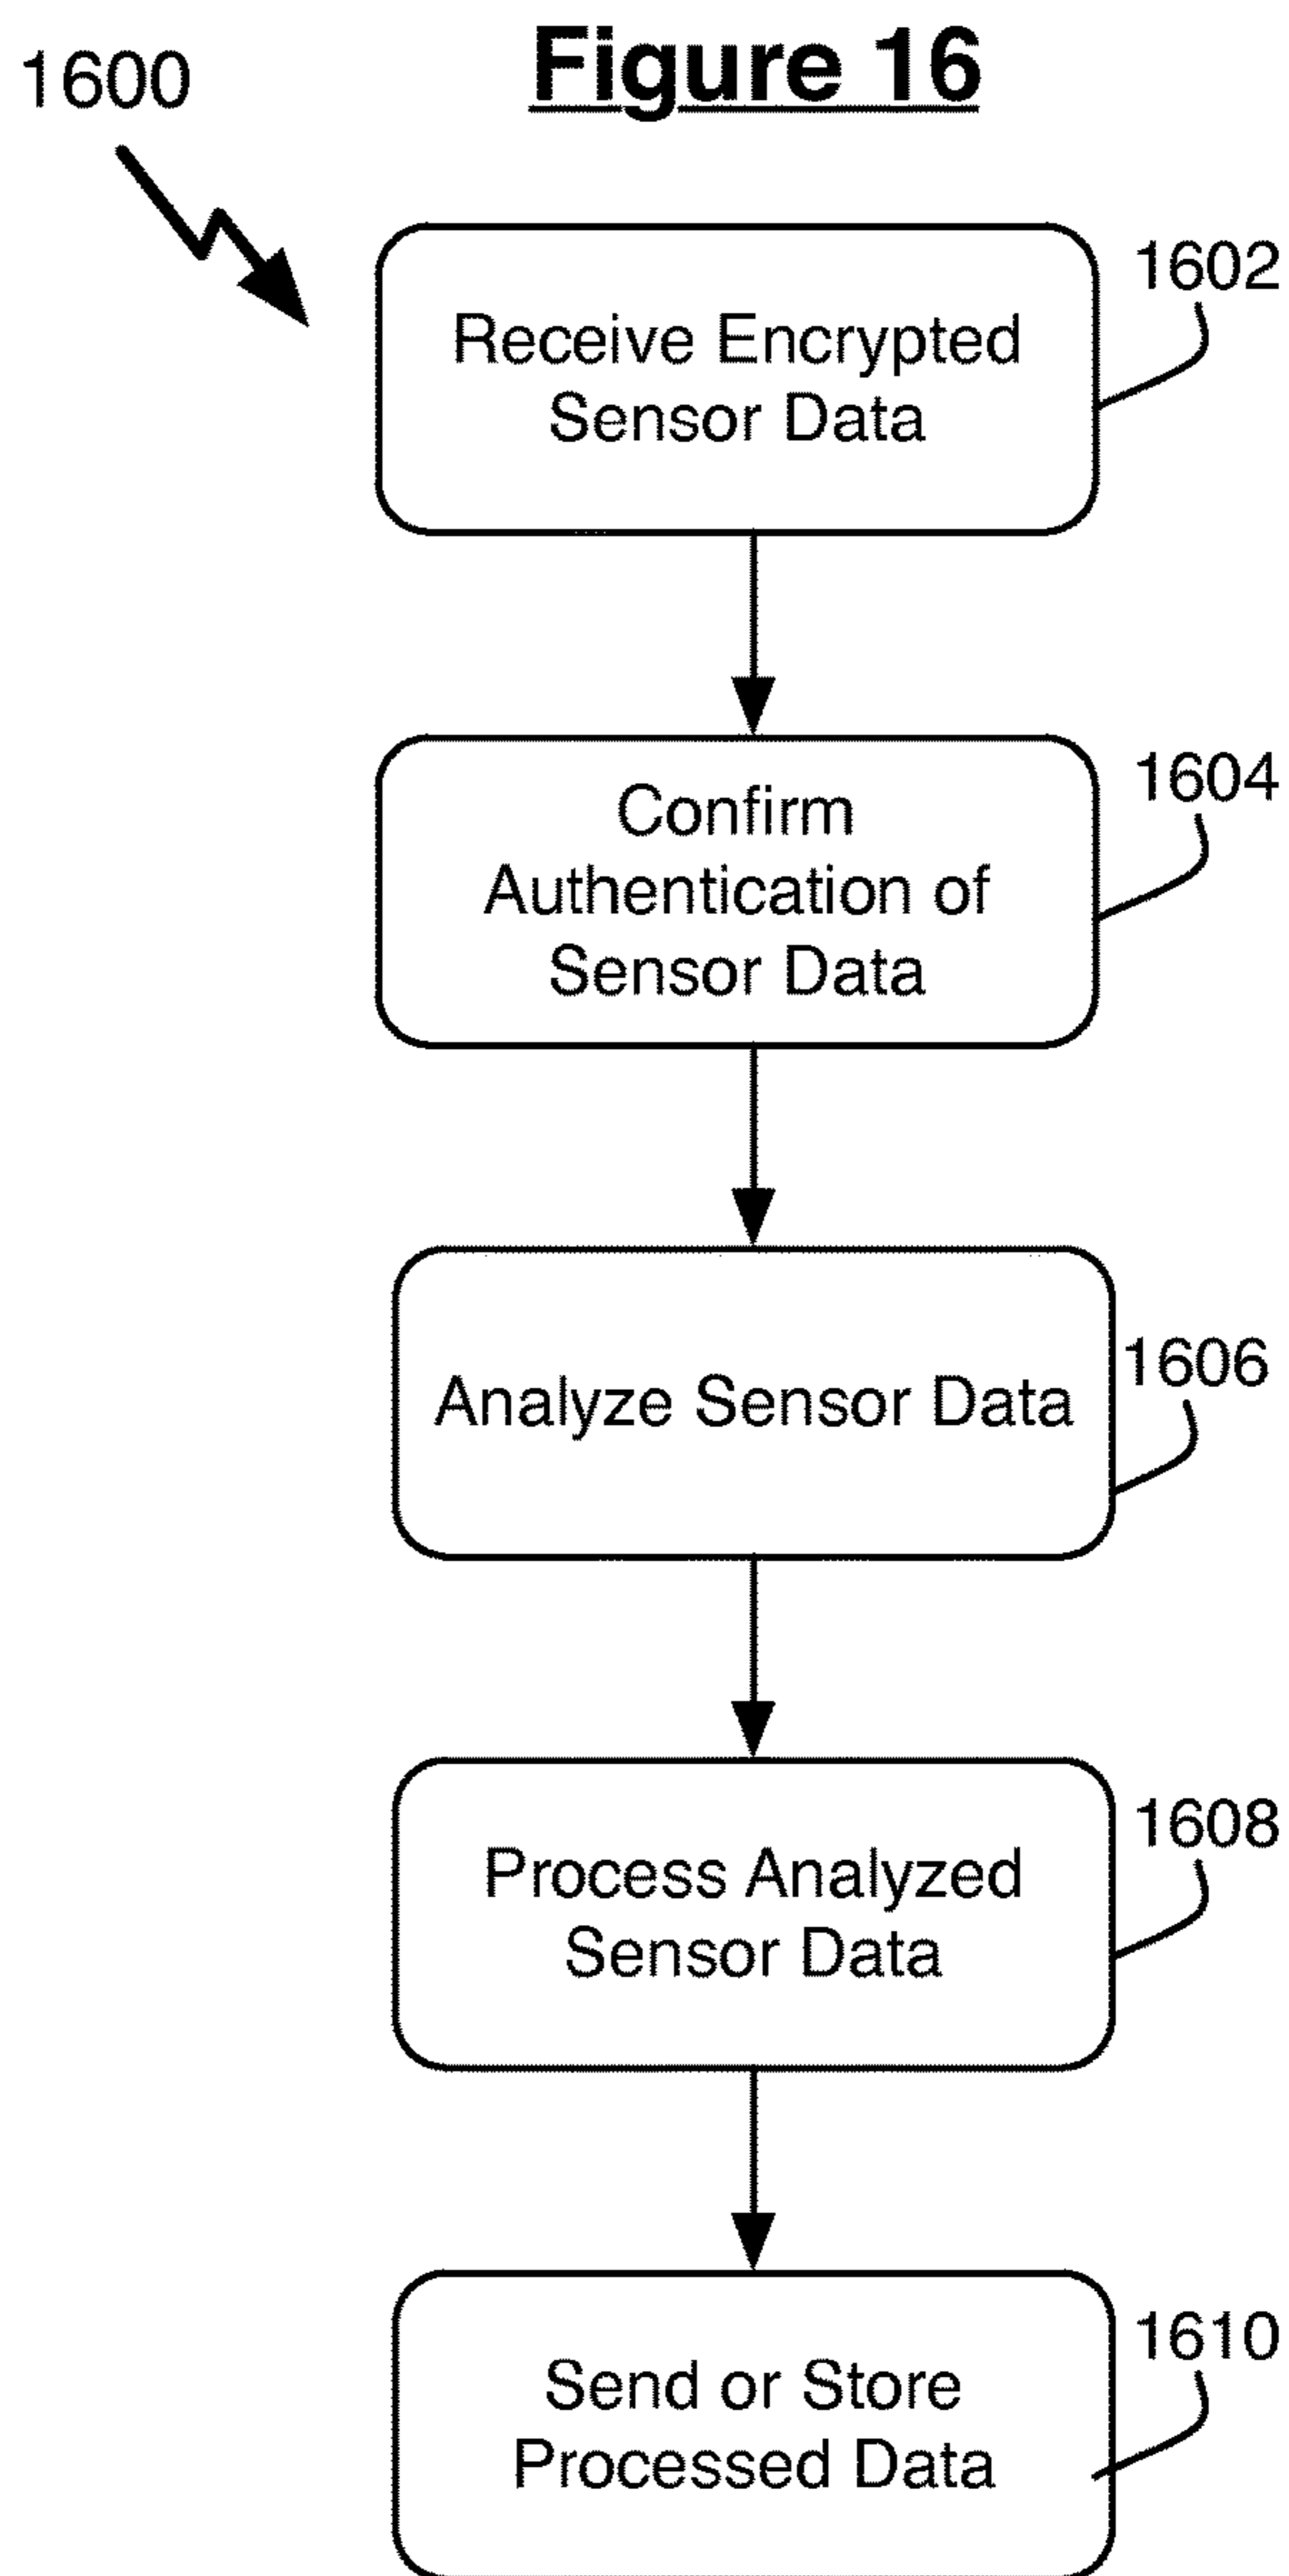 Figure 16
1600
Receive Encrypted
Sensor Data
1602
Confirm
Authentication of
Sensor Data
1604
Analyze Sensor Data
1606
Process Analyzed
Sensor Data
1608
Send or Store
Processed Data
1610